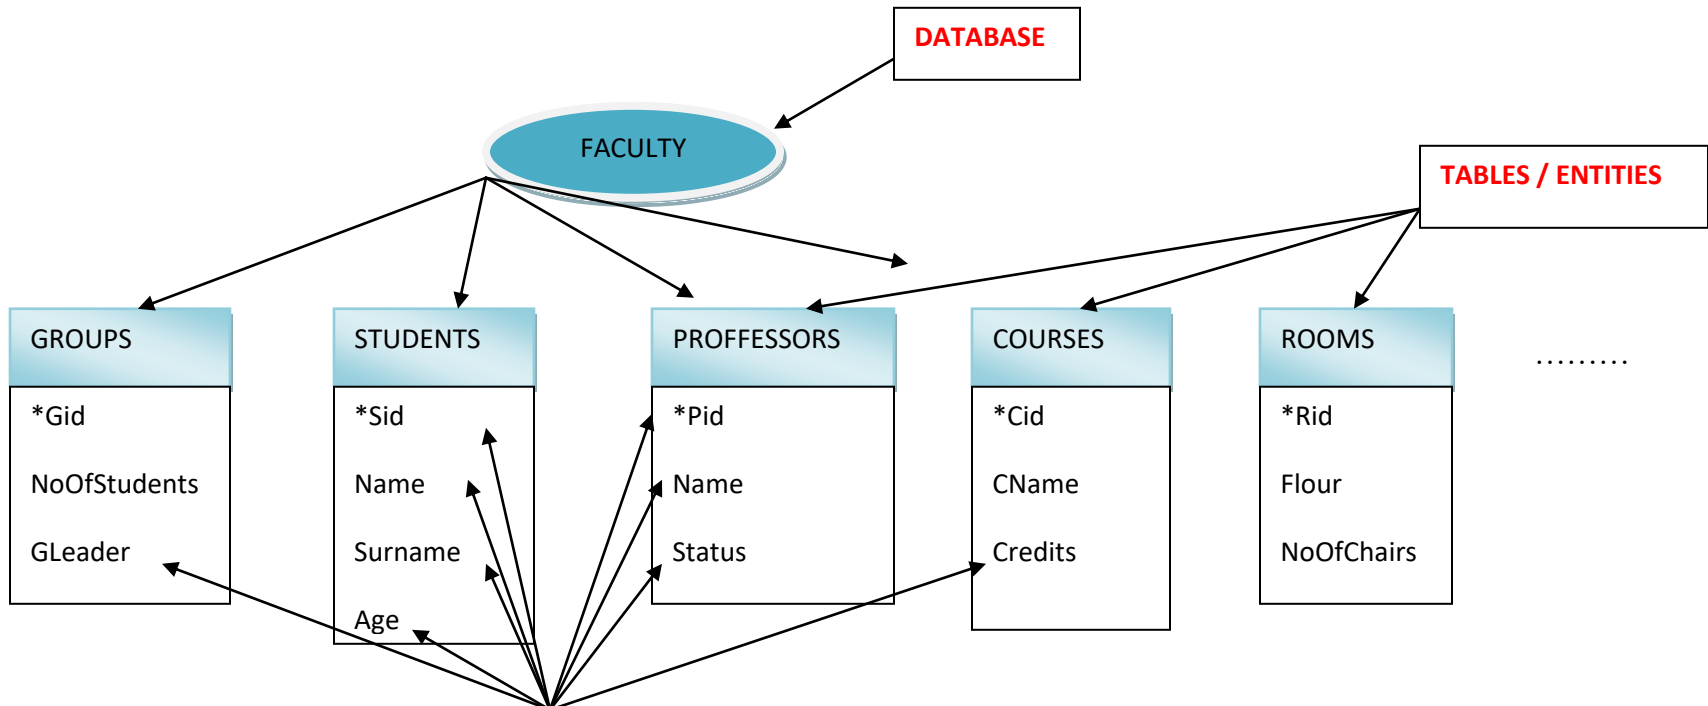 DATABASE
FACULTY
TABLES / ENTITIES
GROUPS
*Gid
NoOfStudents
GLeader
STUDENTS
*Sid
Name
Surname
Age
PROFFESSORS
*Pid
Name
Status
COURSES
*Cid
CName
Credits
ROOMS
*Rid
Flour
NoOfChairs
.........